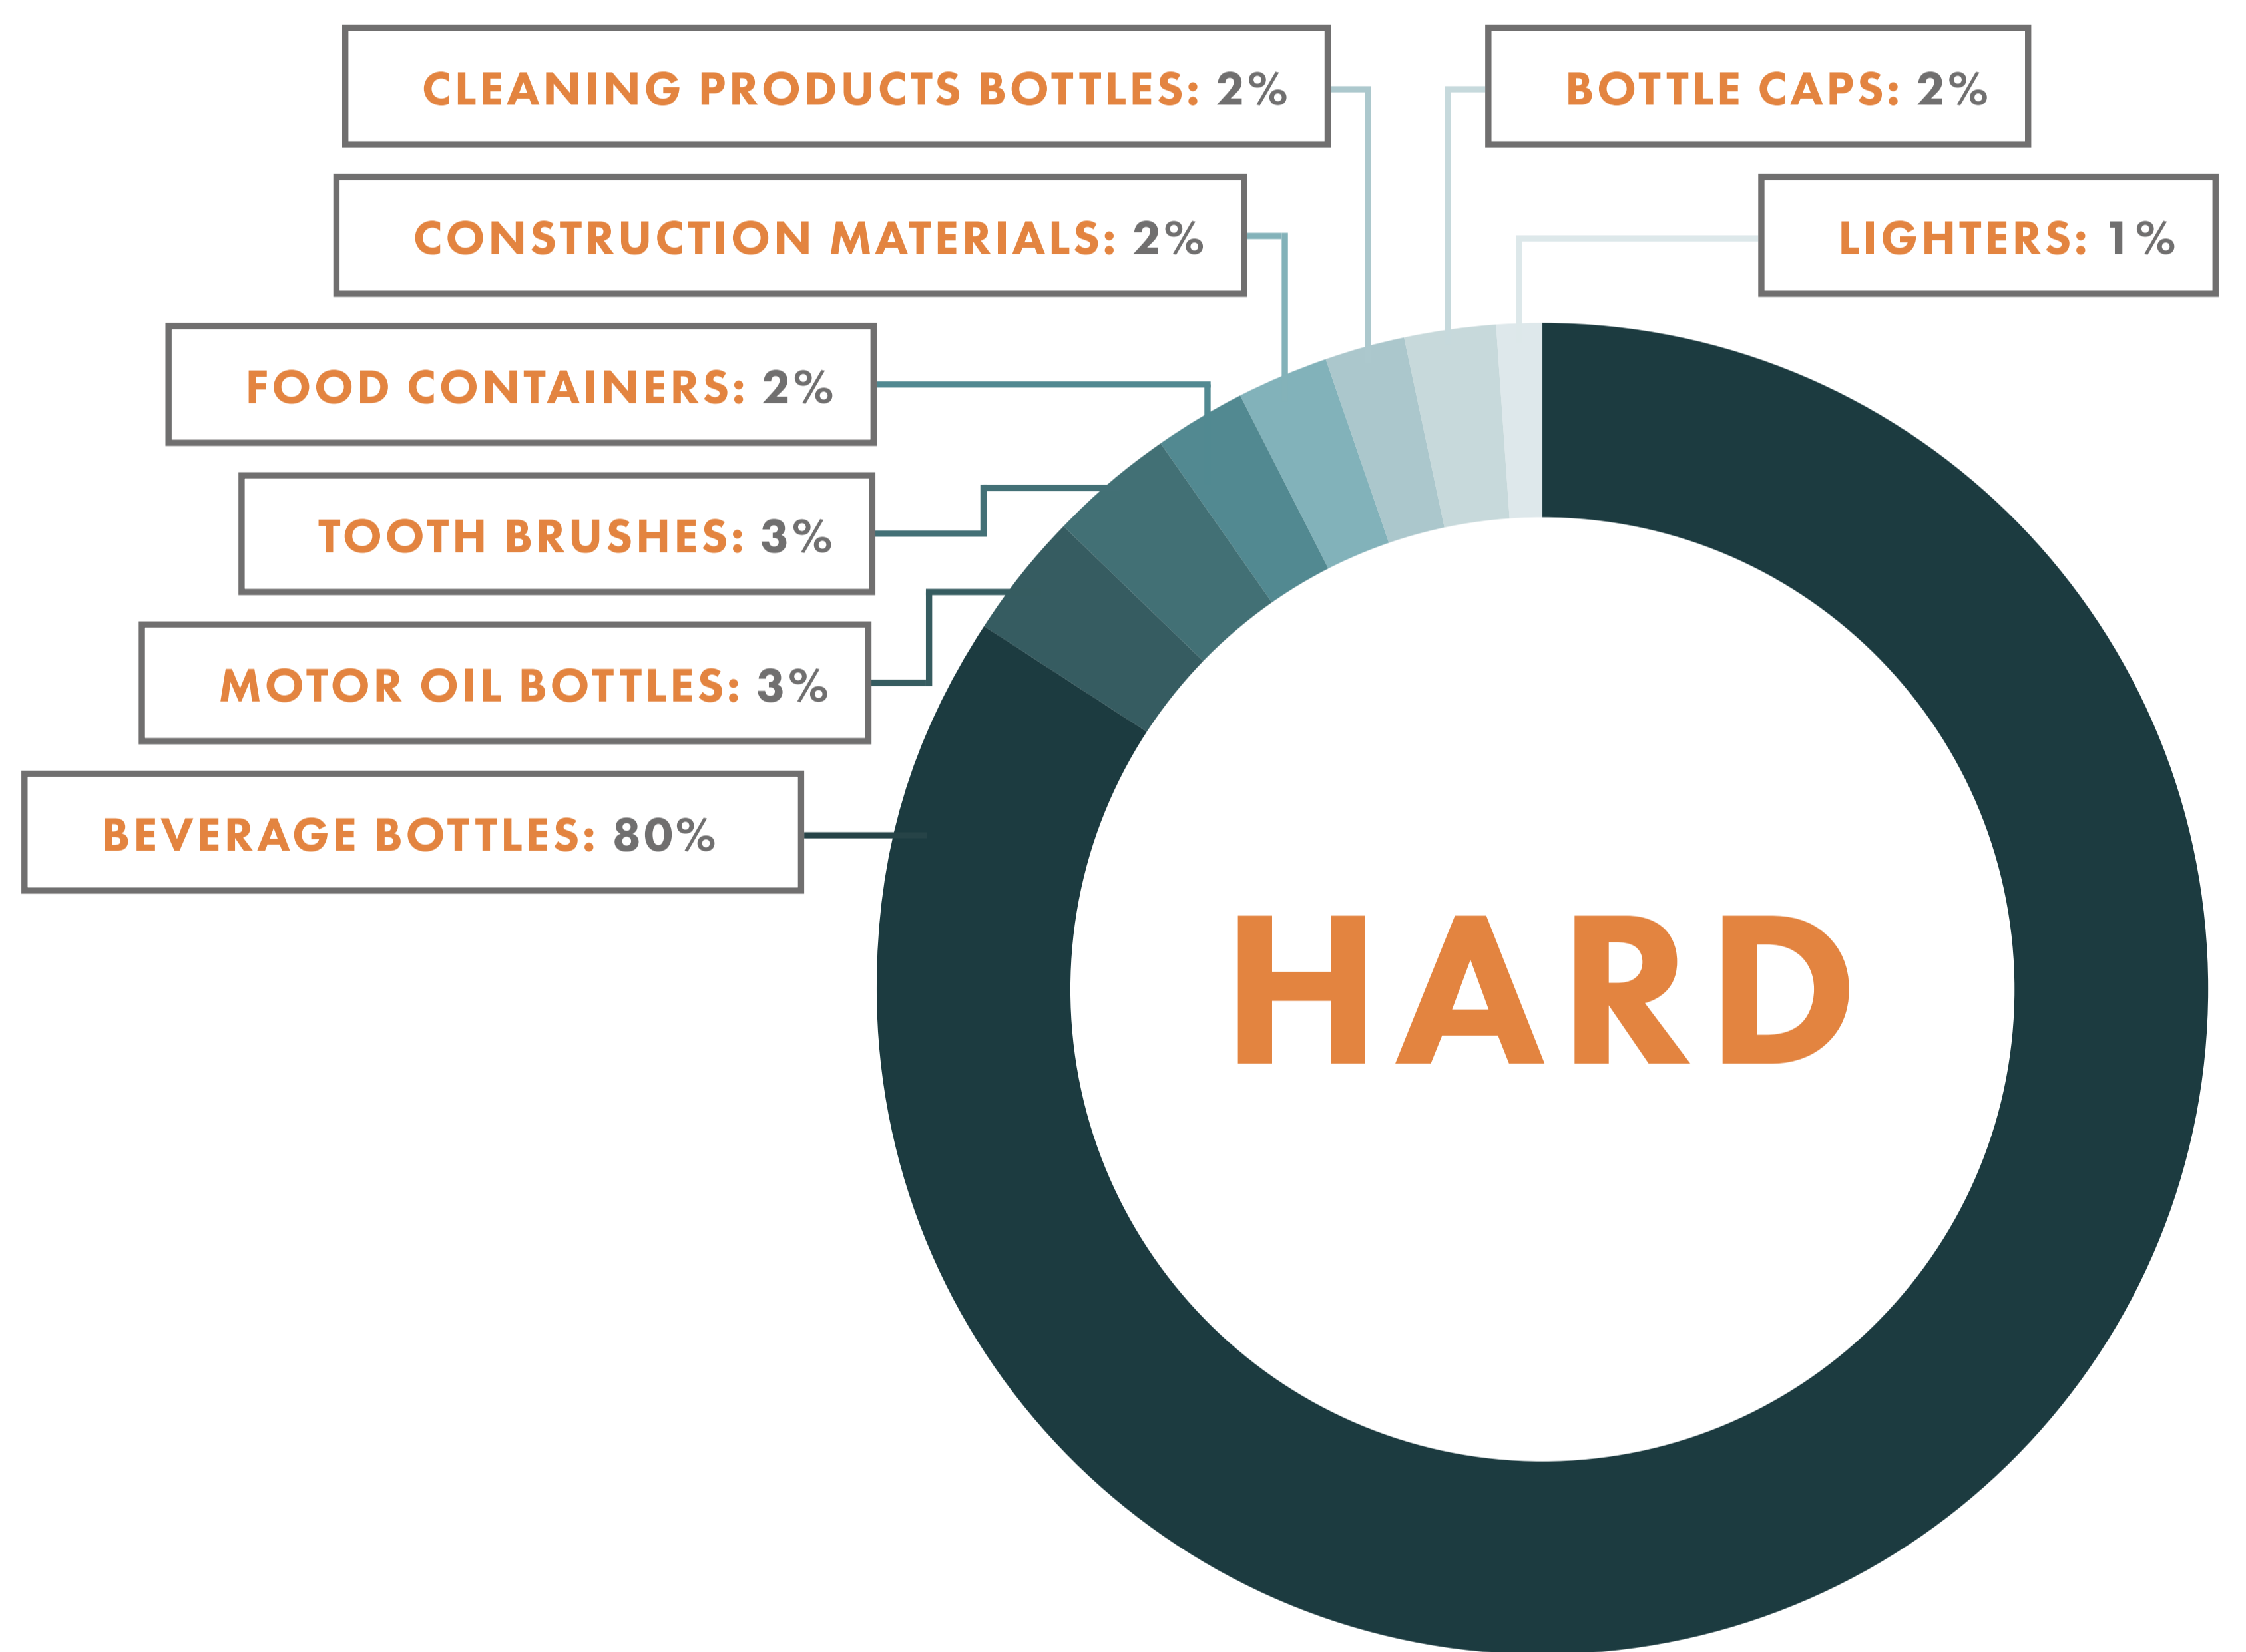 CLEANING PRODUCTS BOTTLES: 2%
BOTTLE CAPS: 2%
CONSTRUCTION MATERIALS: 2%
LIGHTERS: 1%
FOOD CONTAINERS: 2%
TOOTH BRUSHES: 3%
MOTOR OIL BOTTLES: 3%
BEVERAGE BOTTLES: 80%
HARD